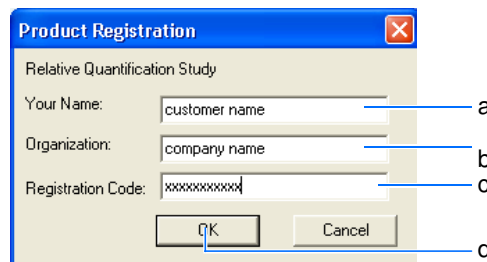 Product Registration
Relative Quantification Study
Your Name: customer name a
Organization: company name b
Registration Code: xxxxxxxxxxx c
OK Cancel
d